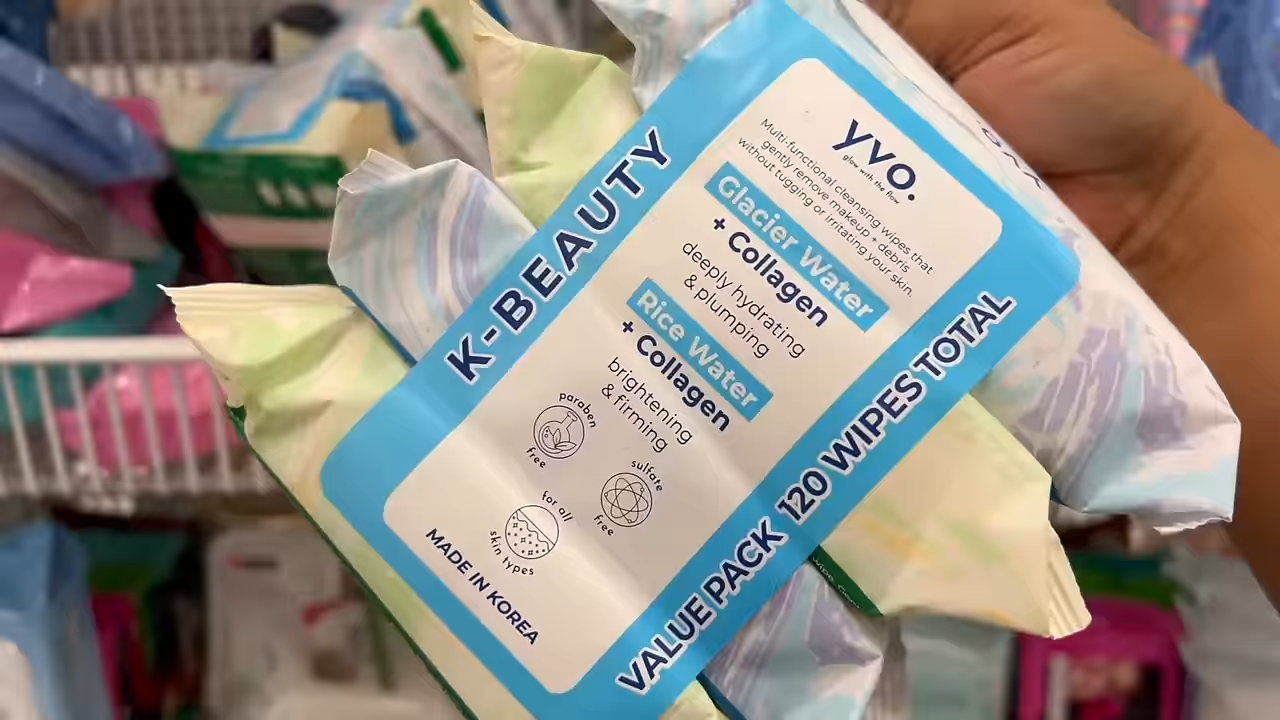 K-BEAUTY
yvo.
glow with the flow
Multi-functional cleansing wipes that
gently remove makeup + debris
without tugging or irritating your skin.
Glacier Water
+ Collagen
deeply hydrating
& plumping
Rice Water
+ Collagen
brightening
& firming
paraben
free
sulfate
free
for all
skin types
MADE IN KOREA
VALUE PACK 120 WIPES TOTAL